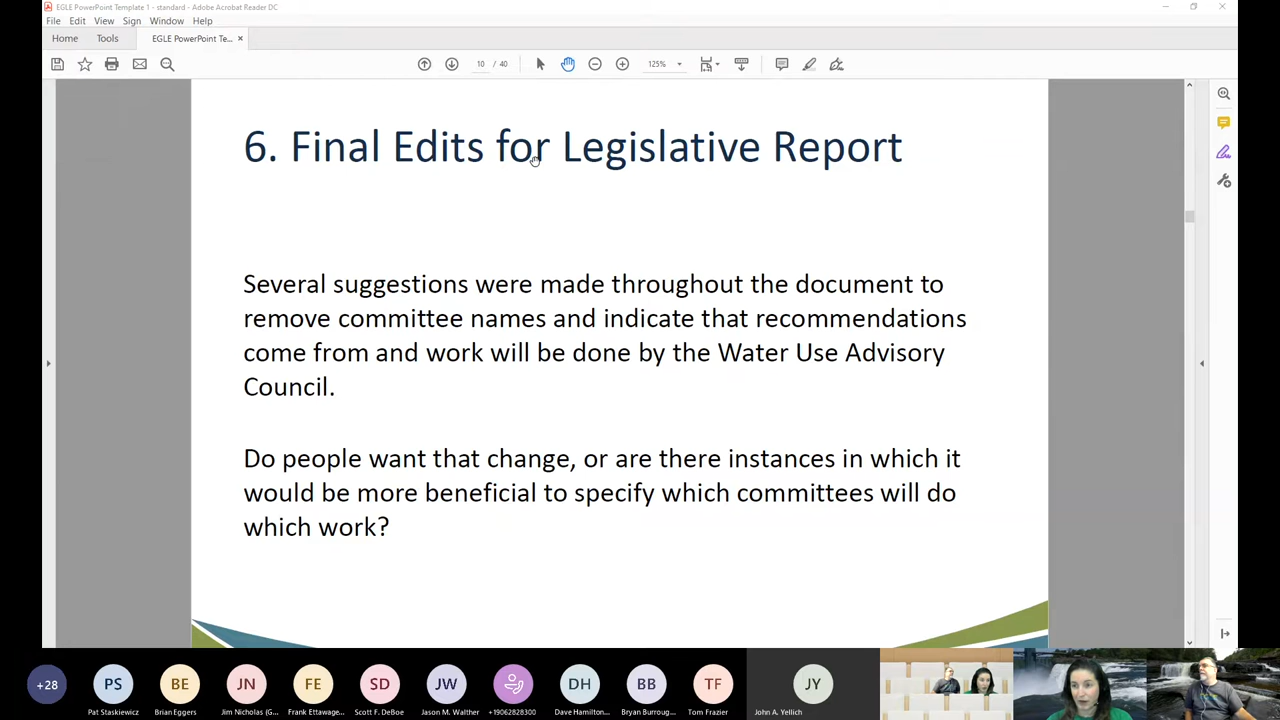 EGLE PowerPoint Template 1 - standard - Adobe Acrobat Reader DC
File Edit View Sign Window Help
Home Tools EGLE PowerPoint Te... ×
10 / 40 125%
6. Final Edits for Legislative Report
Several suggestions were made throughout the document to
remove committee names and indicate that recommendations
come from and work will be done by the Water Use Advisory
Council.
Do people want that change, or are there instances in which it
would be more beneficial to specify which committees will do
which work?
+28 PS BE JN FE SD JW DH BB TF JY
Pat Staskiewicz Brian Eggers Jim Nicholas (G... Frank Ettawage... Scott F. DeBoe Jason M. Walther +19062828300 Dave Hamilton... Bryan Burroug... Tom Frazier John A. Yellich